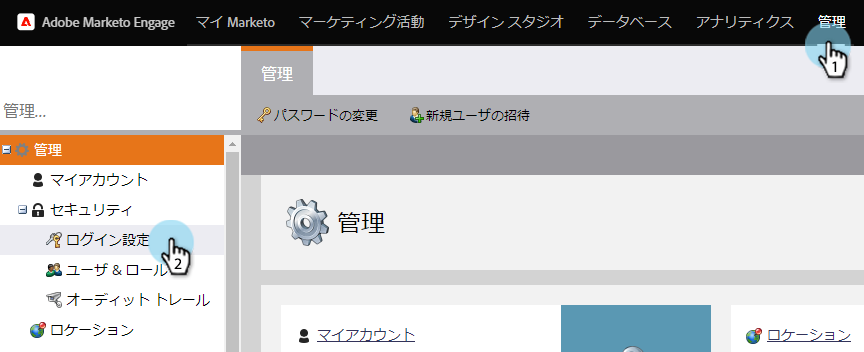 Adobe Marketo Engage マイ Marketo マーケティング活動 デザイン スタジオ データベース アナリティクス 管理
1
管理
管理...
パスワードの変更 新規ユーザの招待
管理
マイアカウント
セキュリティ
管理
ログイン設定
2
ユーザ & ロール
オーディット トレール
ロケーション
マイアカウント ロケーション